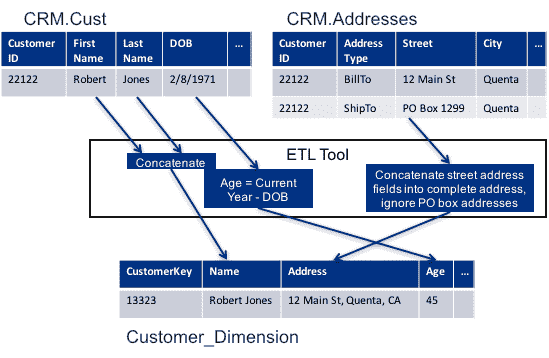 CRM.Cust
Customer ID First Name Last Name DOB ...
22122 Robert Jones 2/8/1971
CRM.Addresses
Customer ID Address Type Street City ...
22122 BillTo 12 Main St Quenta
22122 ShipTo PO Box 1299 Quenta
ETL Tool
Concatenate
Age = Current
Year - DOB
Concatenate street address
fields into complete address,
ignore PO box addresses
CustomerKey Name Address Age ...
13323 Robert Jones 12 Main St, Quenta, CA 45
Customer_Dimension